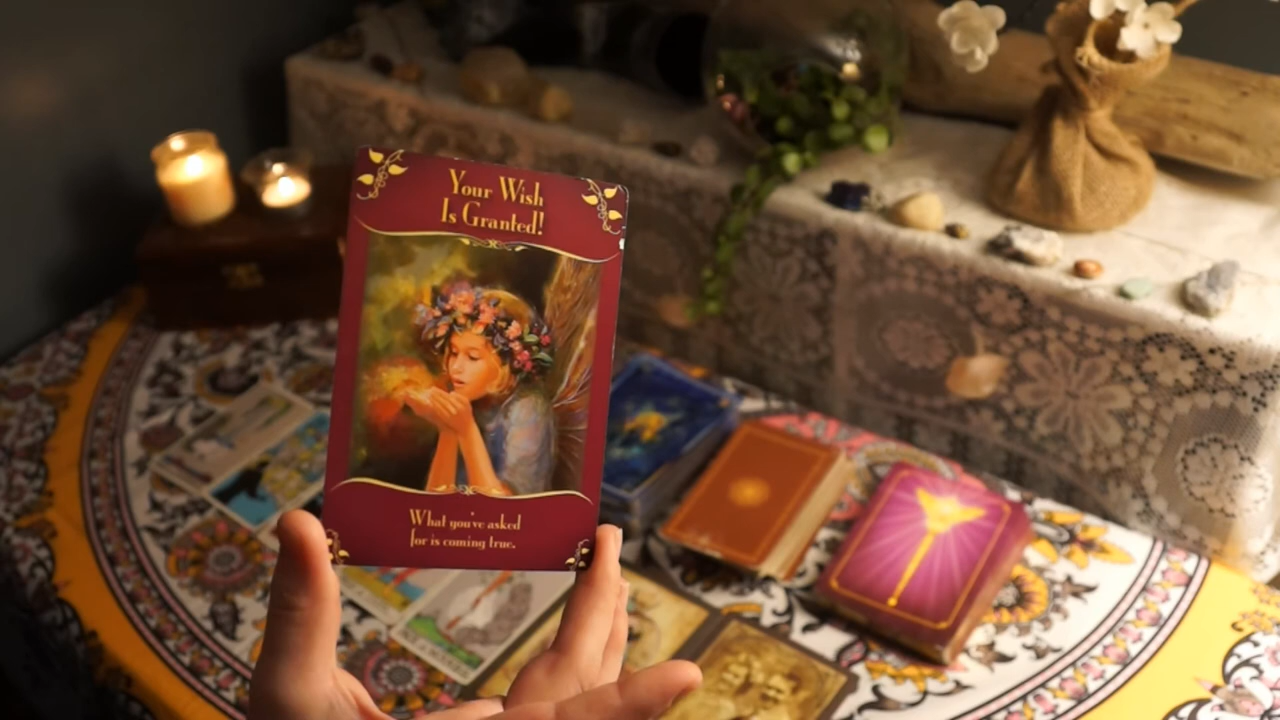 Your Wish
Is Granted!
What you've asked
for is coming true.